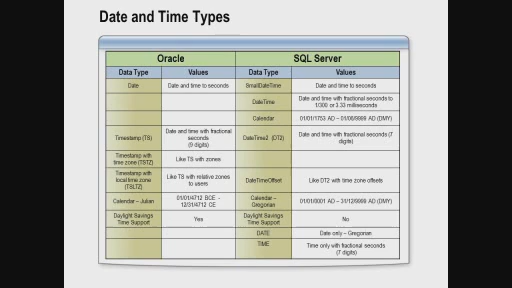 Date and Time Types
Oracle
SQL Server
Data Type
Values
Data Type
Values
Date
Date and time to seconds
SmallDateTime
Date and time to seconds
DateTime
Date and time with fractional seconds to
1/300 or 3.33 milliseconds
Calendar
01/01/1753 AD – 01/06/9999 AD (DMY)
Timestamp (TS)
Date and time with fractional
seconds
(9 digits)
DateTime2 (DT2)
Date and time with fractional seconds (7
digits)
Timestamp with
time zone (TSTZ)
Like TS with zones
Timestamp with
local time zone
(TSLTZ)
Like TS with relative zones
to users
DateTimeOffset
Like DT2 with time zone offsets
Calendar – Julian
01/01/4712 BCE -
12/31/4712 CE
Calendar –
Gregorian
01/01/0001 AD – 31/12/9999 AD (DMY)
Daylight Savings
Time Support
Yes
Daylight Savings
Time Support
No
DATE
Date only – Gregorian
TIME
Time only with fractional seconds
(7 digits)